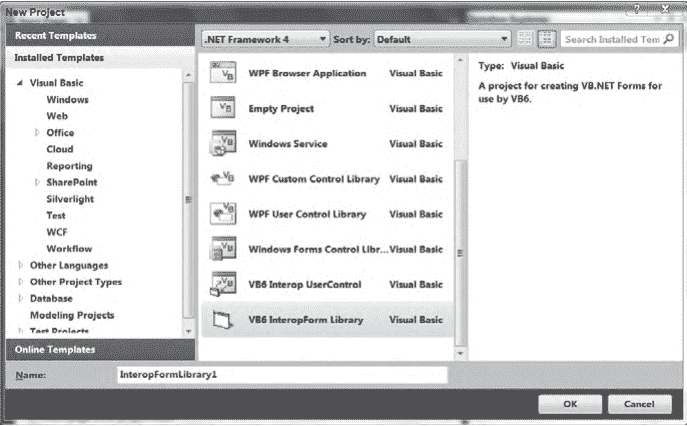 New Project
Recent Templates
Installed Templates
Visual Basic
Windows
Web
Office
Cloud
Reporting
SharePoint
Silverlight
Test
WCF
Workflow
Other Languages
Other Project Types
Database
Modeling Projects
Test Projects
Online Templates
.NET Framework 4
Sort by: Default
Search Installed Tem
WPF Browser Application Visual Basic
Empty Project Visual Basic
Windows Service Visual Basic
WPF Custom Control Library Visual Basic
WPF User Control Library Visual Basic
Windows Forms Control Libr...Visual Basic
VB6 Interop UserControl Visual Basic
VB6 InteropForm Library Visual Basic
Type: Visual Basic
A project for creating VB.NET Forms for
use by VB6.
Name: InteropFormLibrary1
OK Cancel